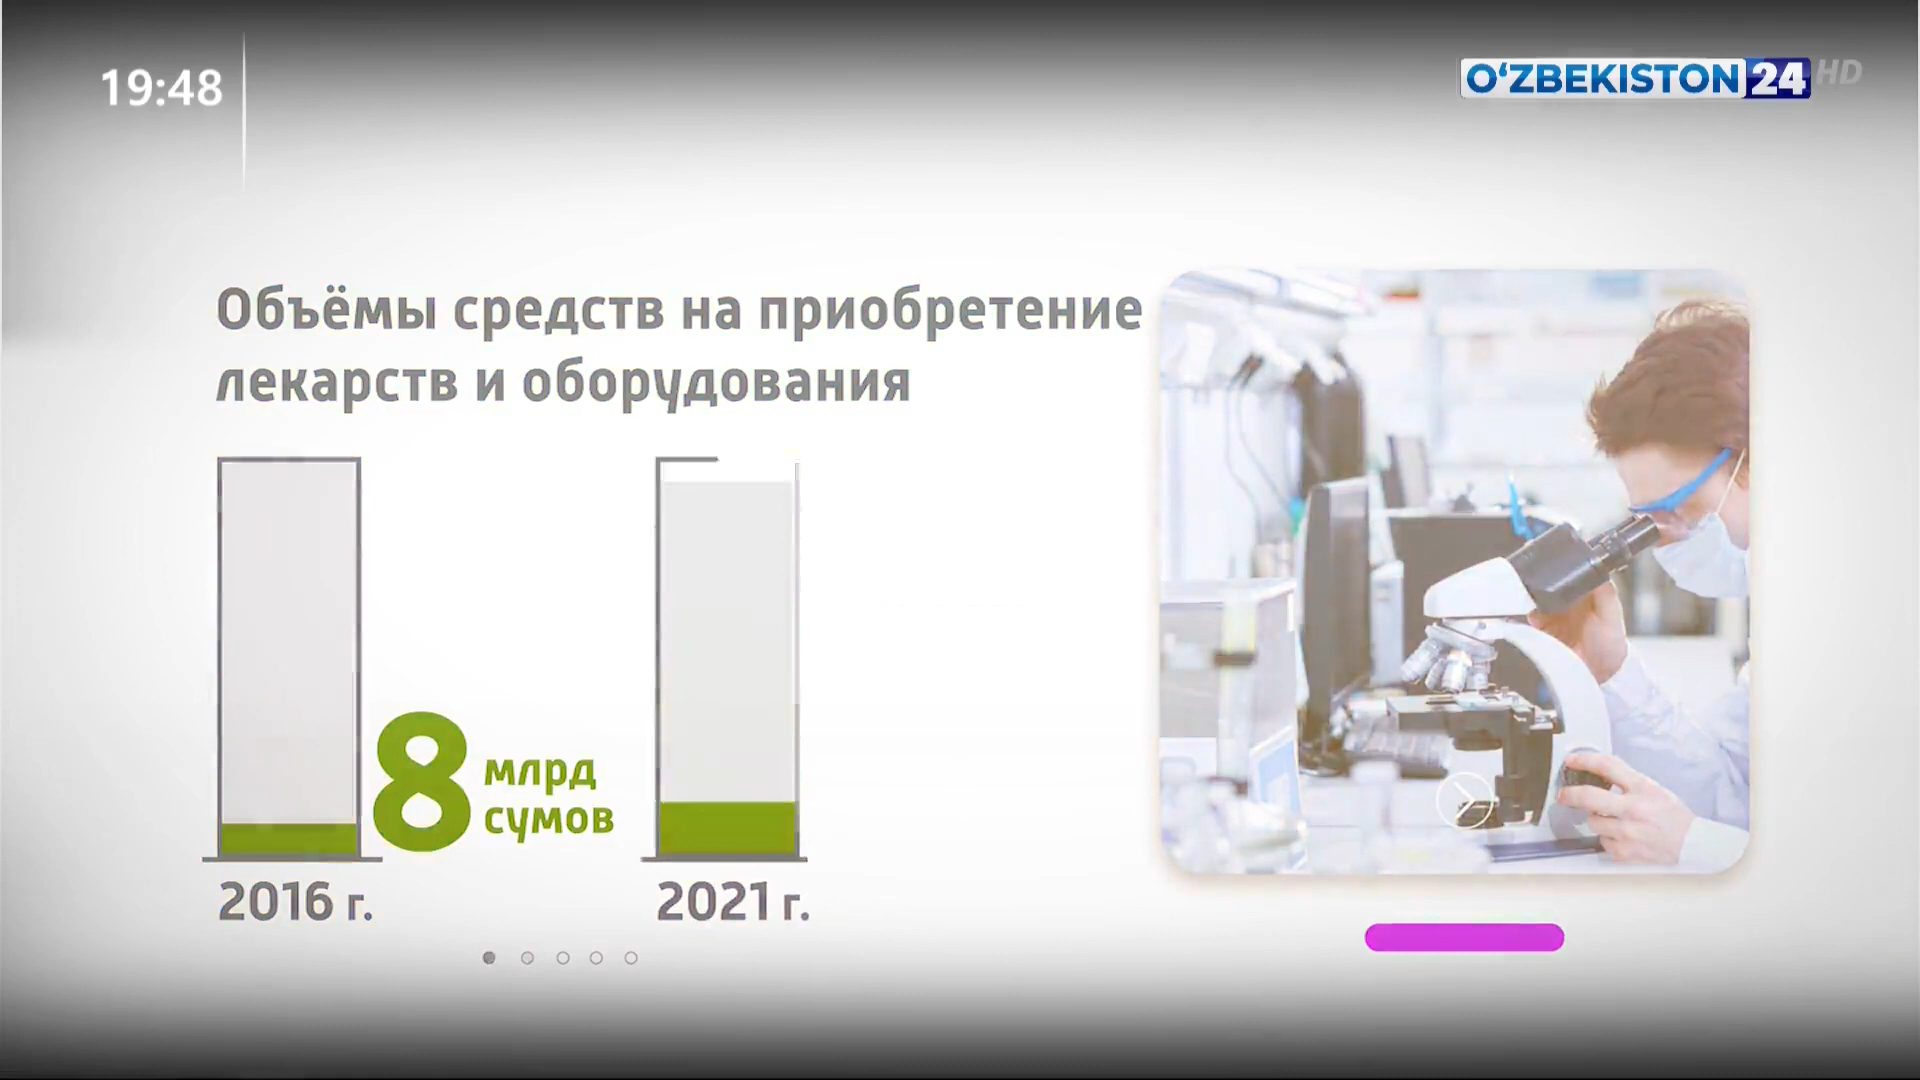 19:48
O‘ZBEKISTON 24 HD
Объёмы средств на приобретение
лекарств и оборудования
8 млрд
сумов
2016 г.
2021 г.